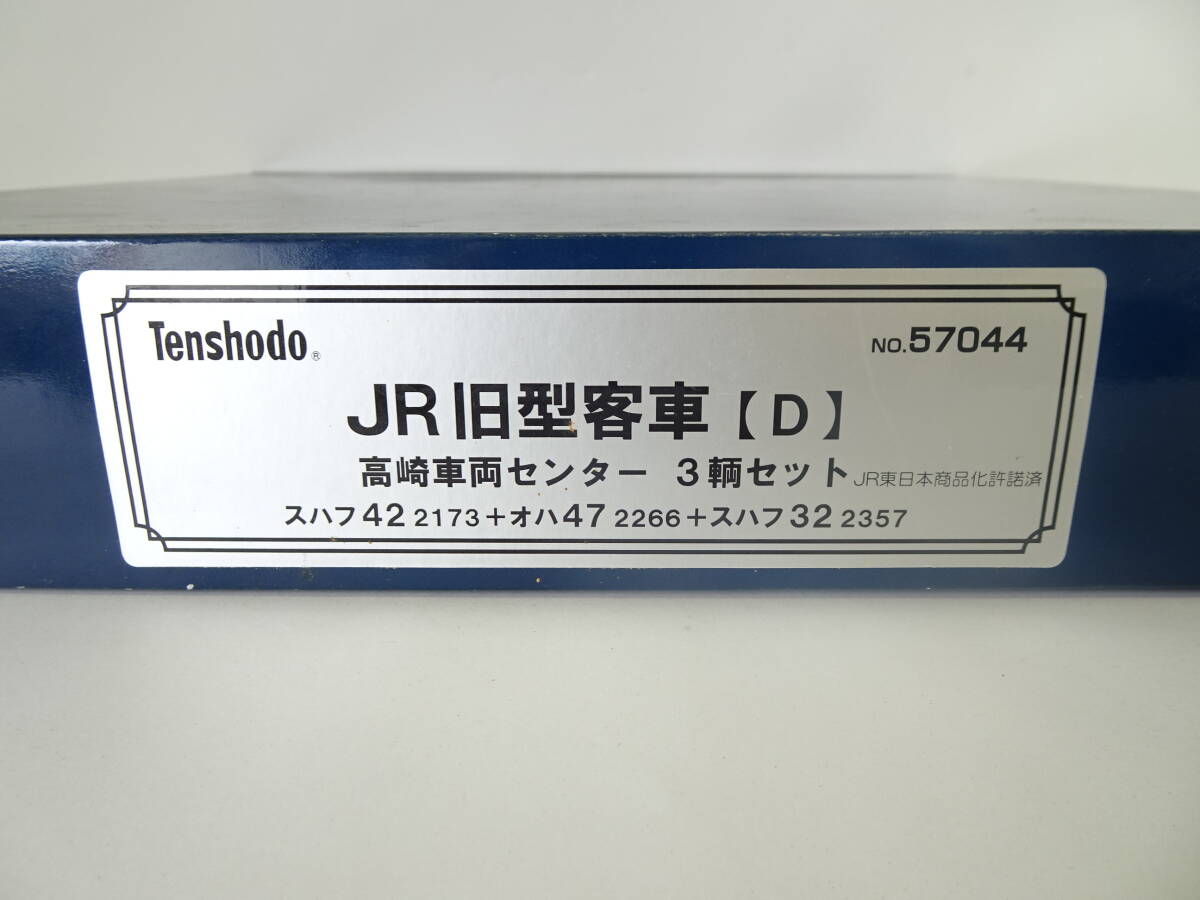 Tenshodo®
NO.57044
JR旧型客車【D】
高崎車両センター 3輌セット JR東日本商品化許諾済
スハフ42 2173+オハ47 2266+スハフ32 2357